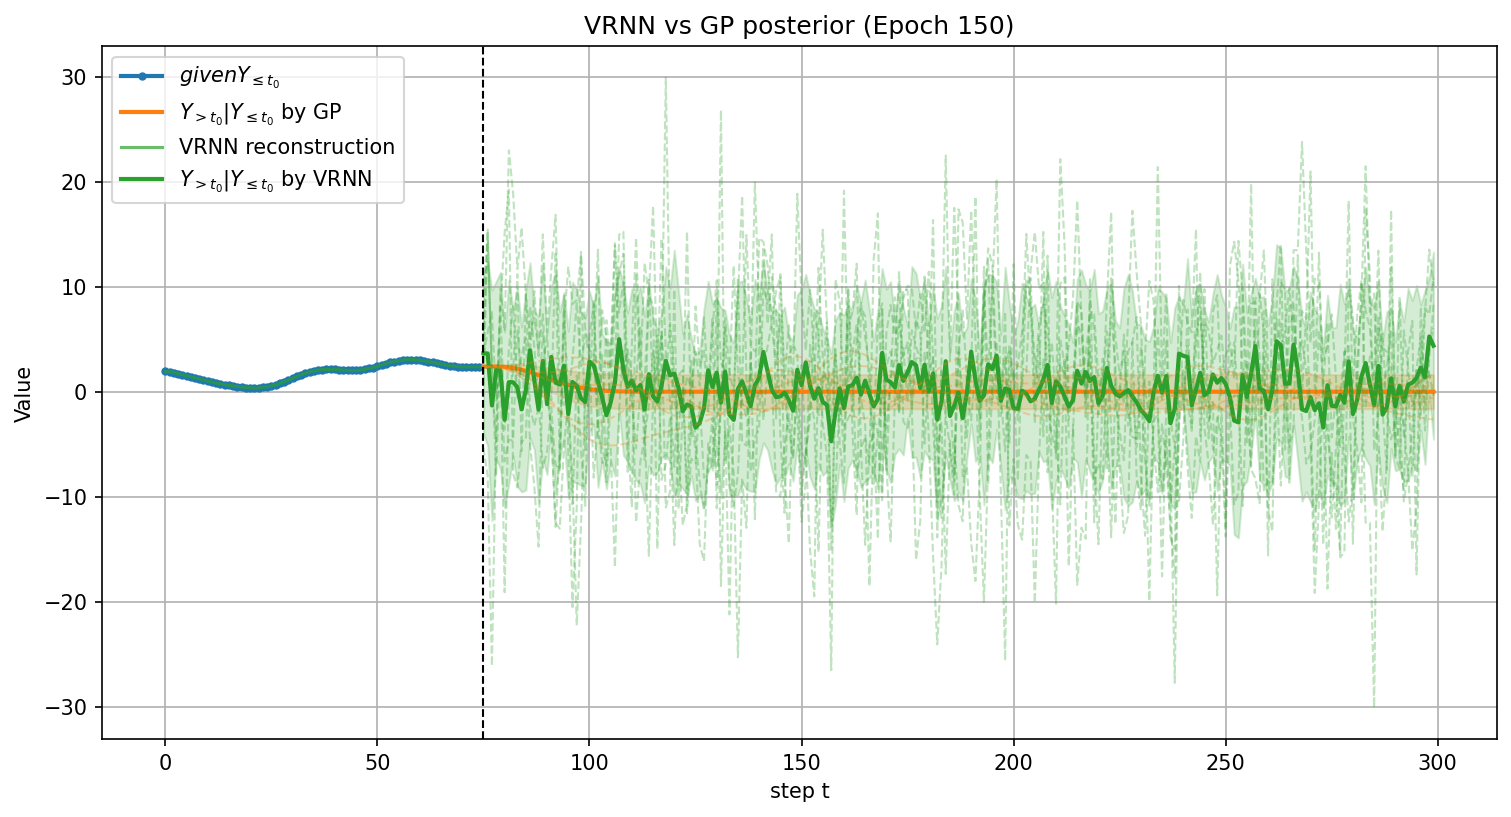 VRNN vs GP posterior (Epoch 150)
givenY≤t₀
Y>t₀|Y≤t₀ by GP
VRNN reconstruction
Y>t₀|Y≤t₀ by VRNN
Value
30
20
10
0
−10
−20
−30
0
50
100
150
200
250
300
step t